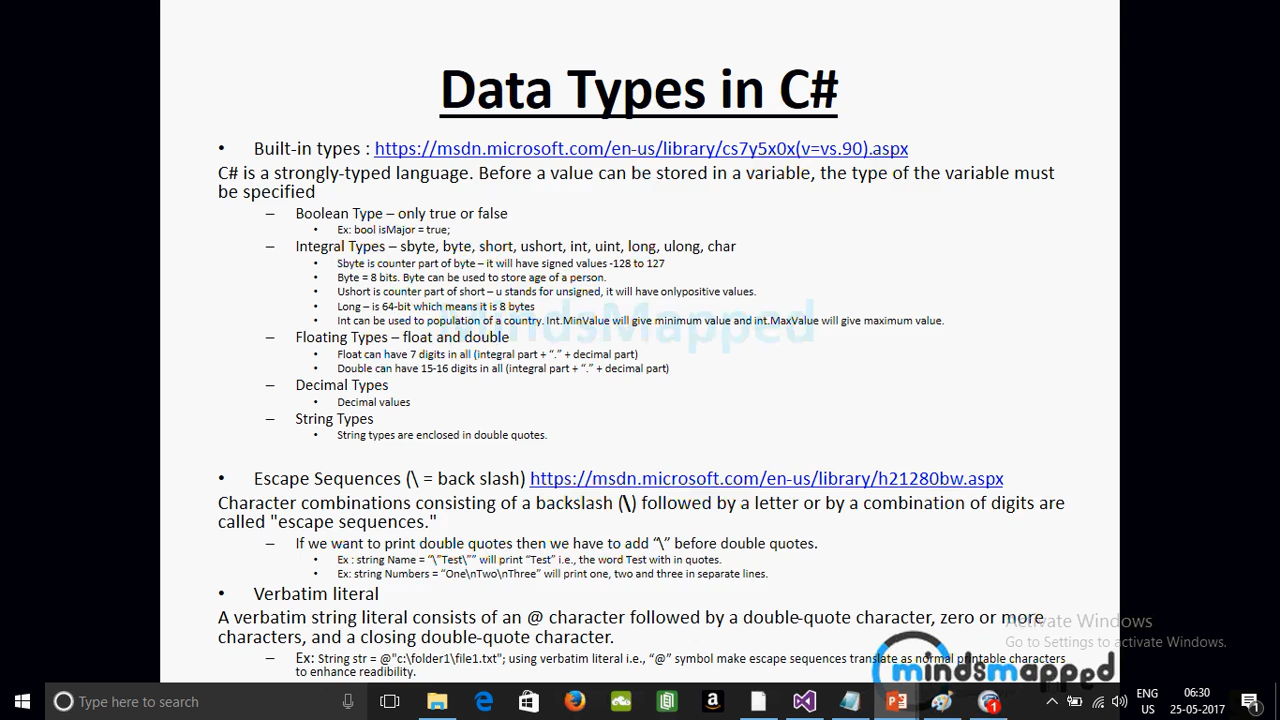 Data Types in C#
• Built-in types : https://msdn.microsoft.com/en-us/library/cs7y5x0x(v=vs.90).aspx
C# is a strongly-typed language. Before a value can be stored in a variable, the type of the variable must
be specified
– Boolean Type – only true or false
• Ex: bool isMajor = true;
– Integral Types – sbyte, byte, short, ushort, int, uint, long, ulong, char
• Sbyte is counter part of byte – it will have signed values -128 to 127
• Byte = 8 bits. Byte can be used to store age of a person.
• Ushort is counter part of short – u stands for unsigned, it will have onlypositive values.
• Long – is 64-bit which means it is 8 bytes
• Int can be used to population of a country. Int.MinValue will give minimum value and int.MaxValue will give maximum value.
MindsMapped
– Floating Types – float and double
• Float can have 7 digits in all (integral part + “.” + decimal part)
• Double can have 15-16 digits in all (integral part + “.” + decimal part)
– Decimal Types
• Decimal values
– String Types
• String types are enclosed in double quotes.
• Escape Sequences (\ = back slash) https://msdn.microsoft.com/en-us/library/h21280bw.aspx
Character combinations consisting of a backslash (\) followed by a letter or by a combination of digits are
called "escape sequences."
– If we want to print double quotes then we have to add “\” before double quotes.
• Ex : string Name = “\”Test\”” will print “Test” i.e., the word Test with in quotes.
• Ex: string Numbers = “One\nTwo\nThree” will print one, two and three in separate lines.
• Verbatim literal
A verbatim string literal consists of an @ character followed by a double-quote character, zero or more
characters, and a closing double-quote character.
– Ex: String str = @"c:\folder1\file1.txt"; using verbatim literal i.e., “@” symbol make escape sequences translate as normal printable characters
to enhance readibility.
Activate Windows
Go to Settings to activate Windows.
mindsmapped
Type here to search
ENG
US
06:30
25-05-2017
1
1